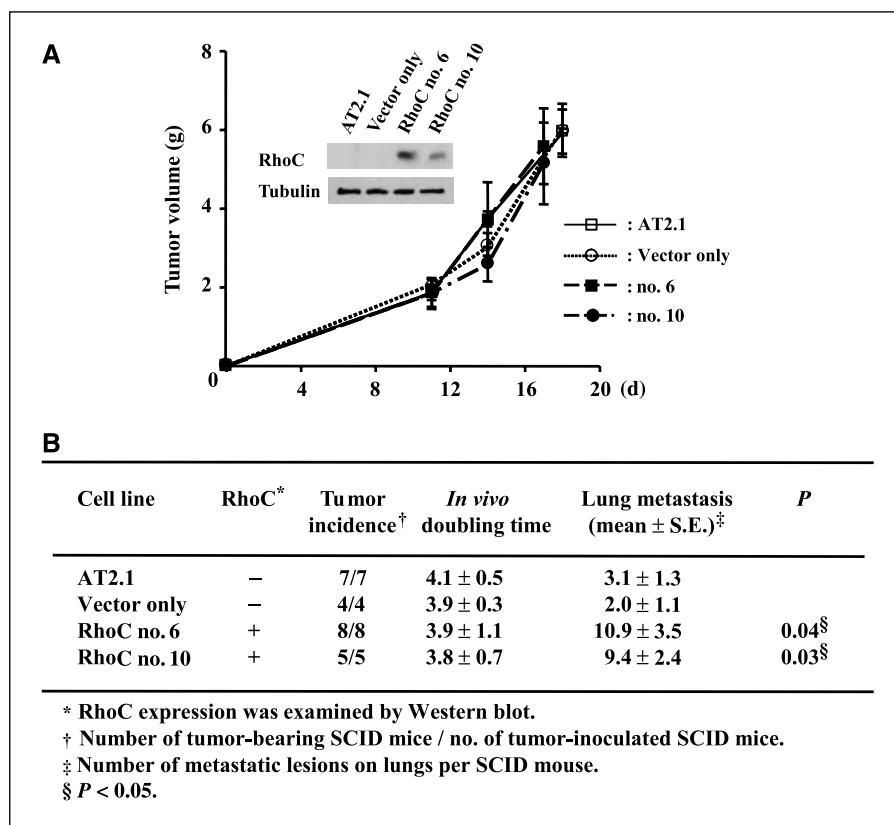 A
8
6
4
2
0
Tumor volume (g)
AT2.1
Vector only
RhoC no. 6
RhoC no. 10
RhoC
Tubulin
: AT2.1
: Vector only
: no. 6
: no. 10
4 8 12 16 20 (d)
B
Cell line RhoC* Tumor incidence† In vivo doubling time Lung metastasis (mean ± S.E.)‡ P
AT2.1 − 7/7 4.1 ± 0.5 3.1 ± 1.3
Vector only − 4/4 3.9 ± 0.3 2.0 ± 1.1
RhoC no. 6 + 8/8 3.9 ± 1.1 10.9 ± 3.5 0.04§
RhoC no. 10 + 5/5 3.8 ± 0.7 9.4 ± 2.4 0.03§
* RhoC expression was examined by Western blot.
† Number of tumor-bearing SCID mice / no. of tumor-inoculated SCID mice.
‡ Number of metastatic lesions on lungs per SCID mouse.
§ P < 0.05.